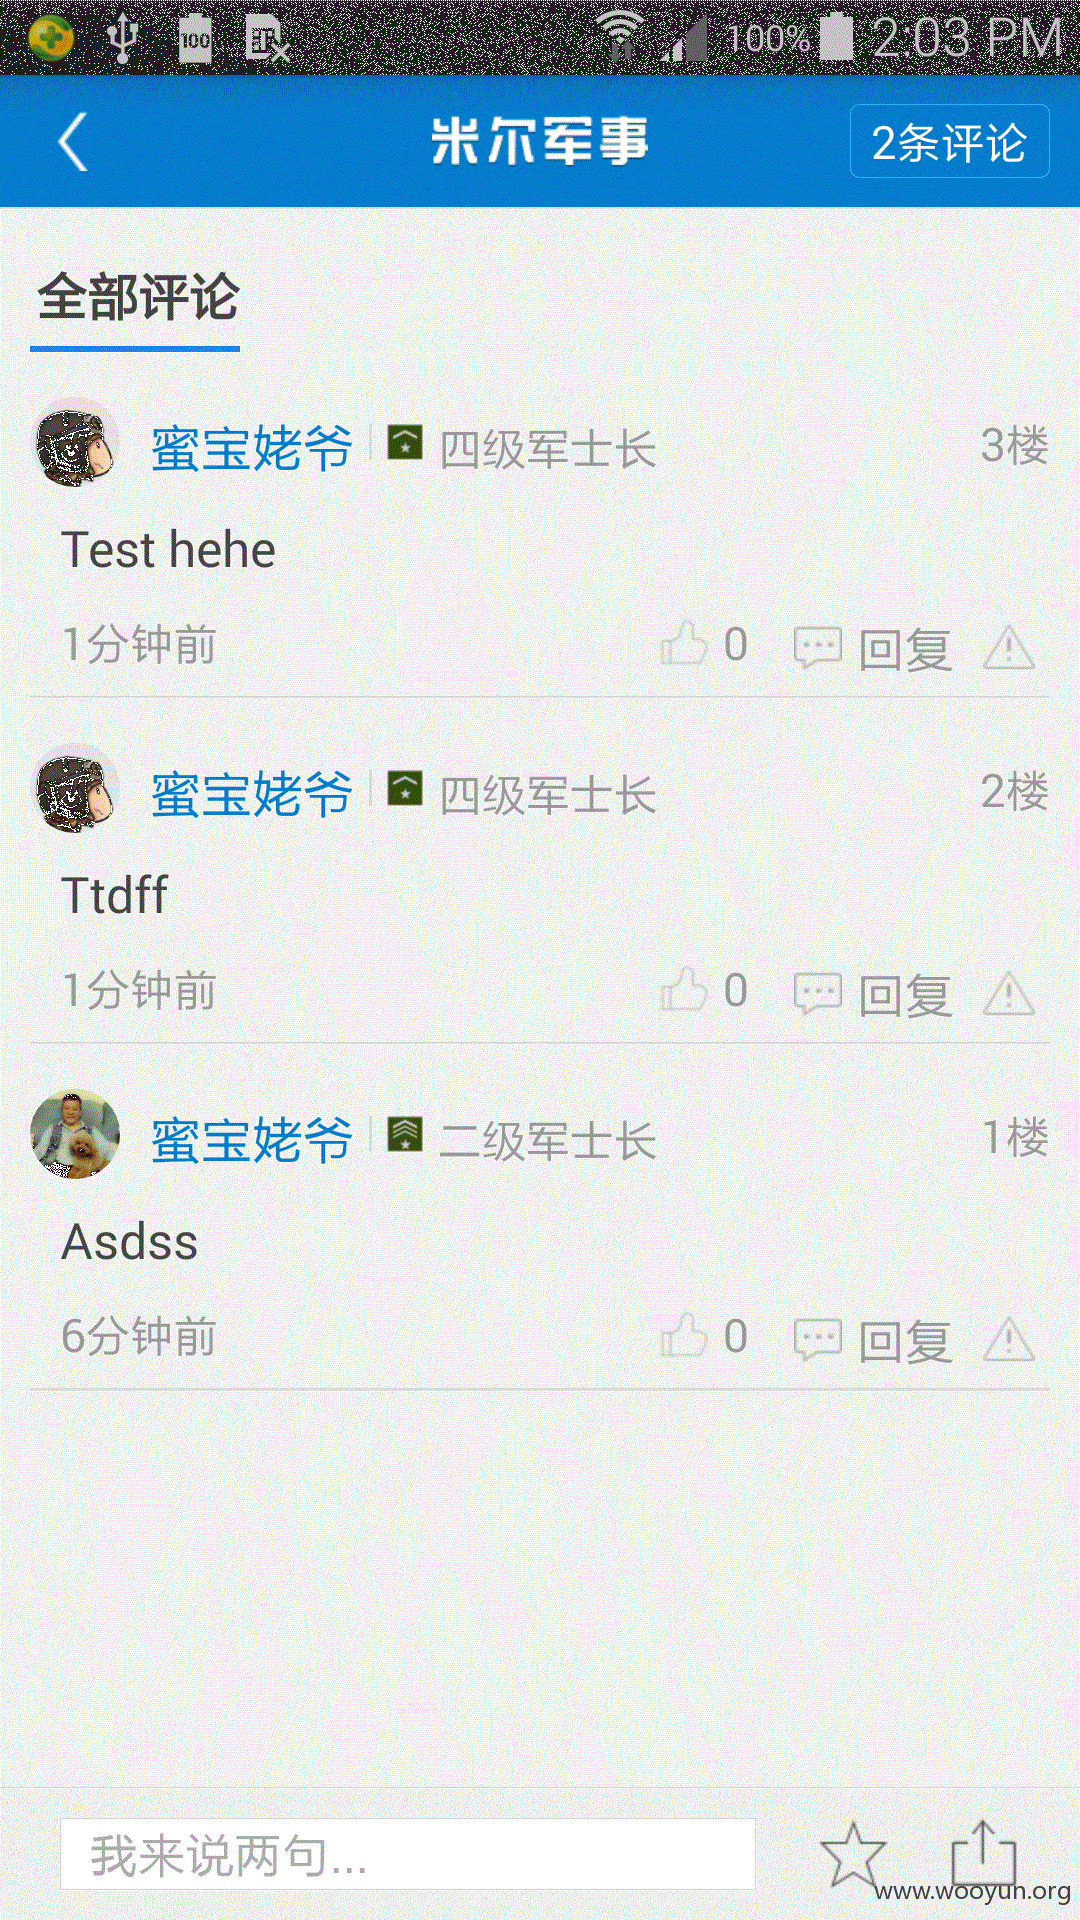 100 100% 2:03 PM
米尔军事 2条评论
全部评论
蜜宝姥爷 四级军士长 3楼
Test hehe
1分钟前 0 回复
蜜宝姥爷 四级军士长 2楼
Ttdff
1分钟前 0 回复
蜜宝姥爷 二级军士长 1楼
Asdss
6分钟前 0 回复
我来说两句...
www.wooyun.org